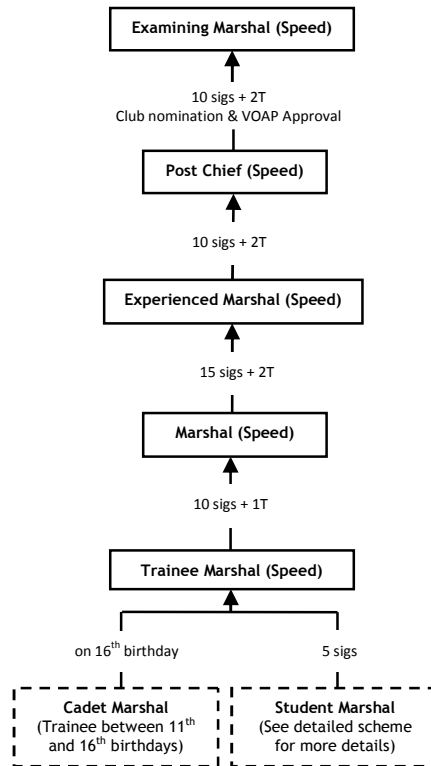 Examining Marshal (Speed)
10 sigs + 2T
Club nomination & VOAP Approval
Post Chief (Speed)
10 sigs + 2T
Experienced Marshal (Speed)
15 sigs + 2T
Marshal (Speed)
10 sigs + 1T
Trainee Marshal (Speed)
on 16th birthday
5 sigs
Cadet Marshal
(Trainee between 11th
and 16th birthdays)
Student Marshal
(See detailed scheme
for more details)